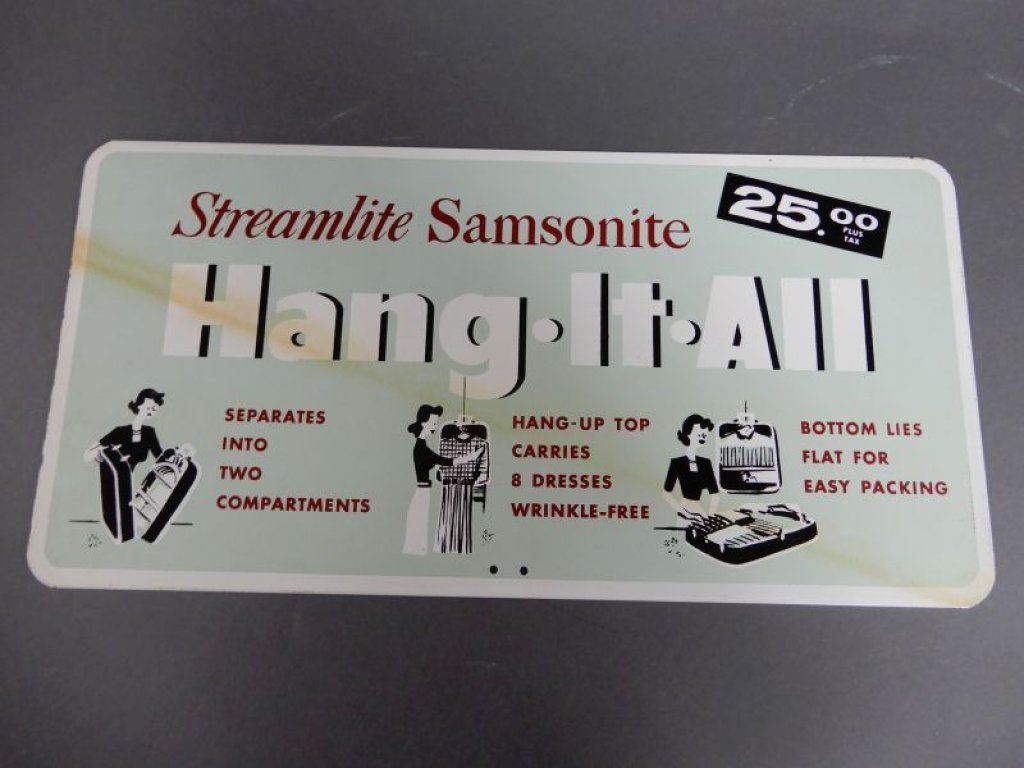 Streamlite Samsonite
25.00
PLUS
TAX
Hang·It·All
SEPARATES
INTO
TWO
COMPARTMENTS
HANG-UP TOP
CARRIES
8 DRESSES
WRINKLE-FREE
BOTTOM LIES
FLAT FOR
EASY PACKING